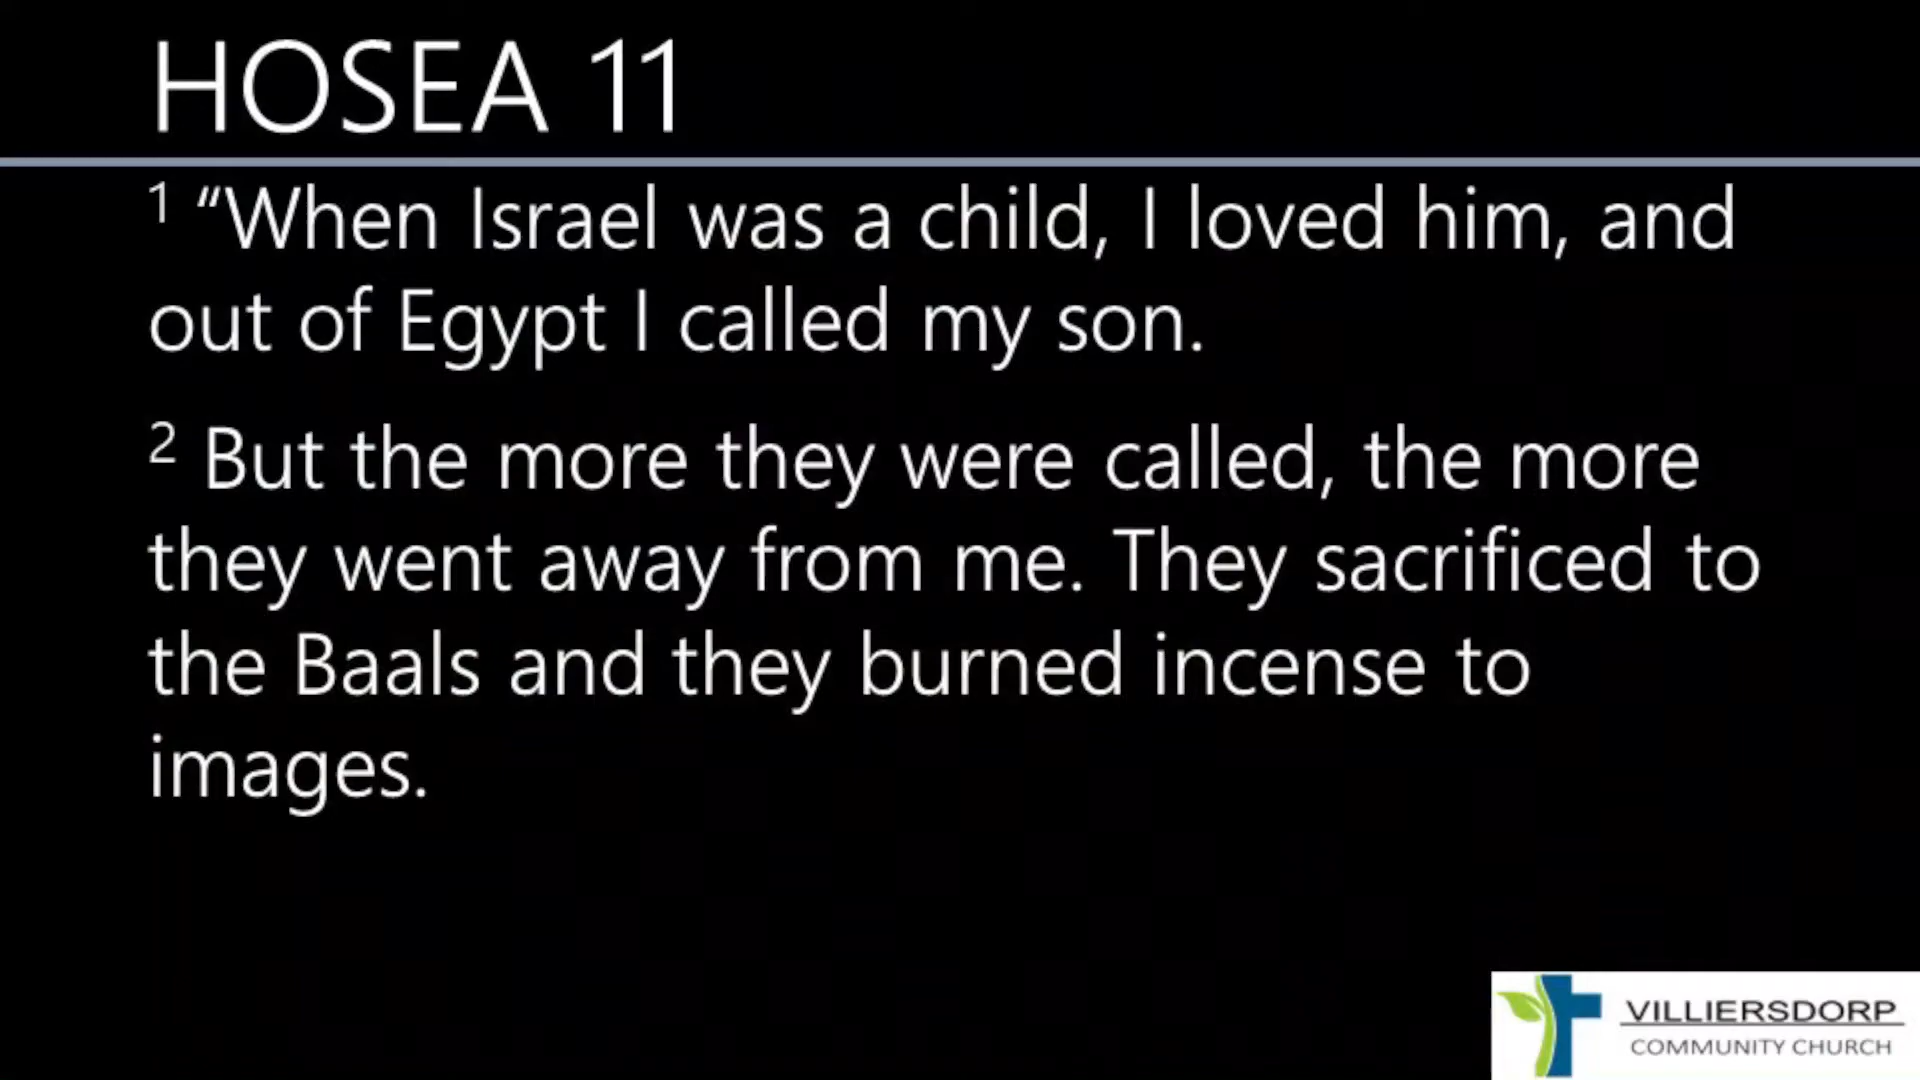 HOSEA 11
1 “When Israel was a child, I loved him, and
out of Egypt I called my son.
2 But the more they were called, the more
they went away from me. They sacrificed to
the Baals and they burned incense to
images.
VILLIERSDORP
COMMUNITY CHURCH